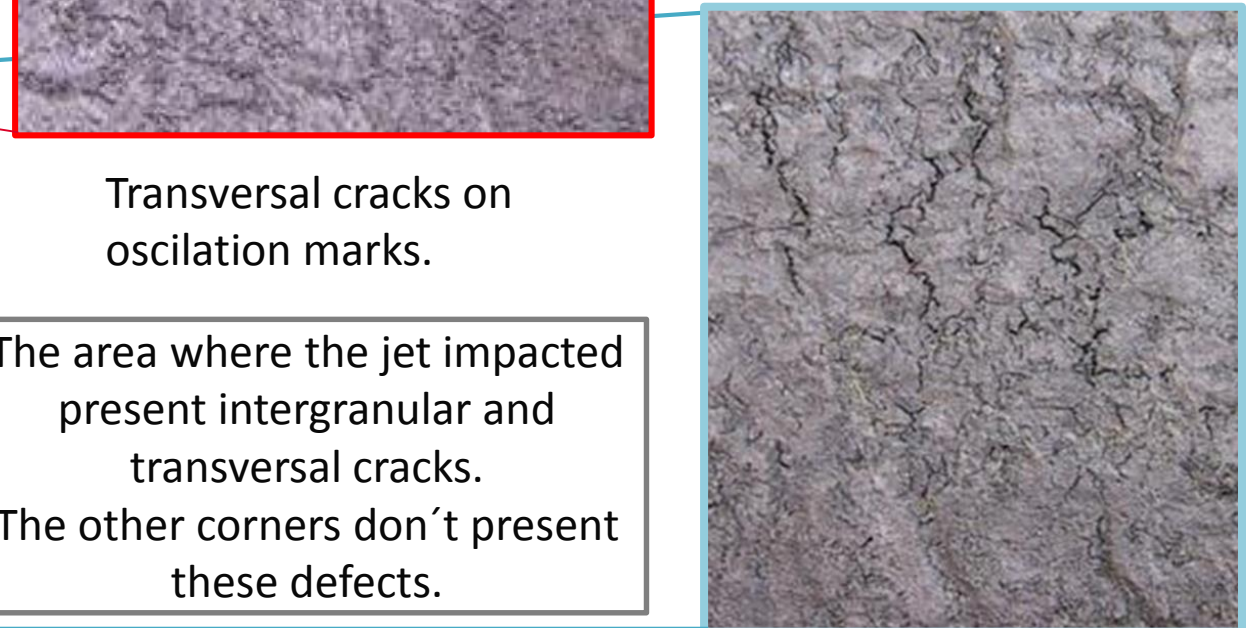 Transversal cracks on
oscilation marks.
The area where the jet impacted
present intergranular and
transversal cracks.
The other corners don´t present
these defects.